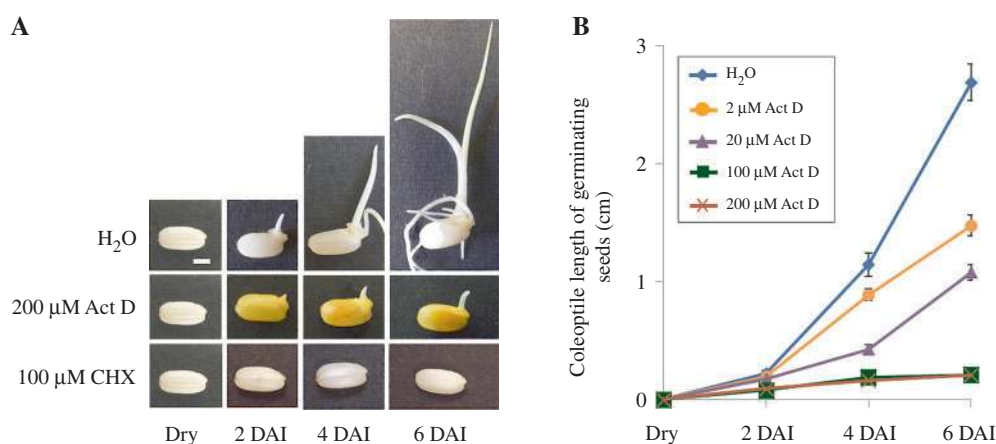 A
H₂O
200 μM Act D
100 μM CHX
Dry 2 DAI 4 DAI 6 DAI
B
Coleoptile length of germinating
seeds (cm)
3
2
1
0
H₂O
2 μM Act D
20 μM Act D
100 μM Act D
200 μM Act D
Dry 2 DAI 4 DAI 6 DAI